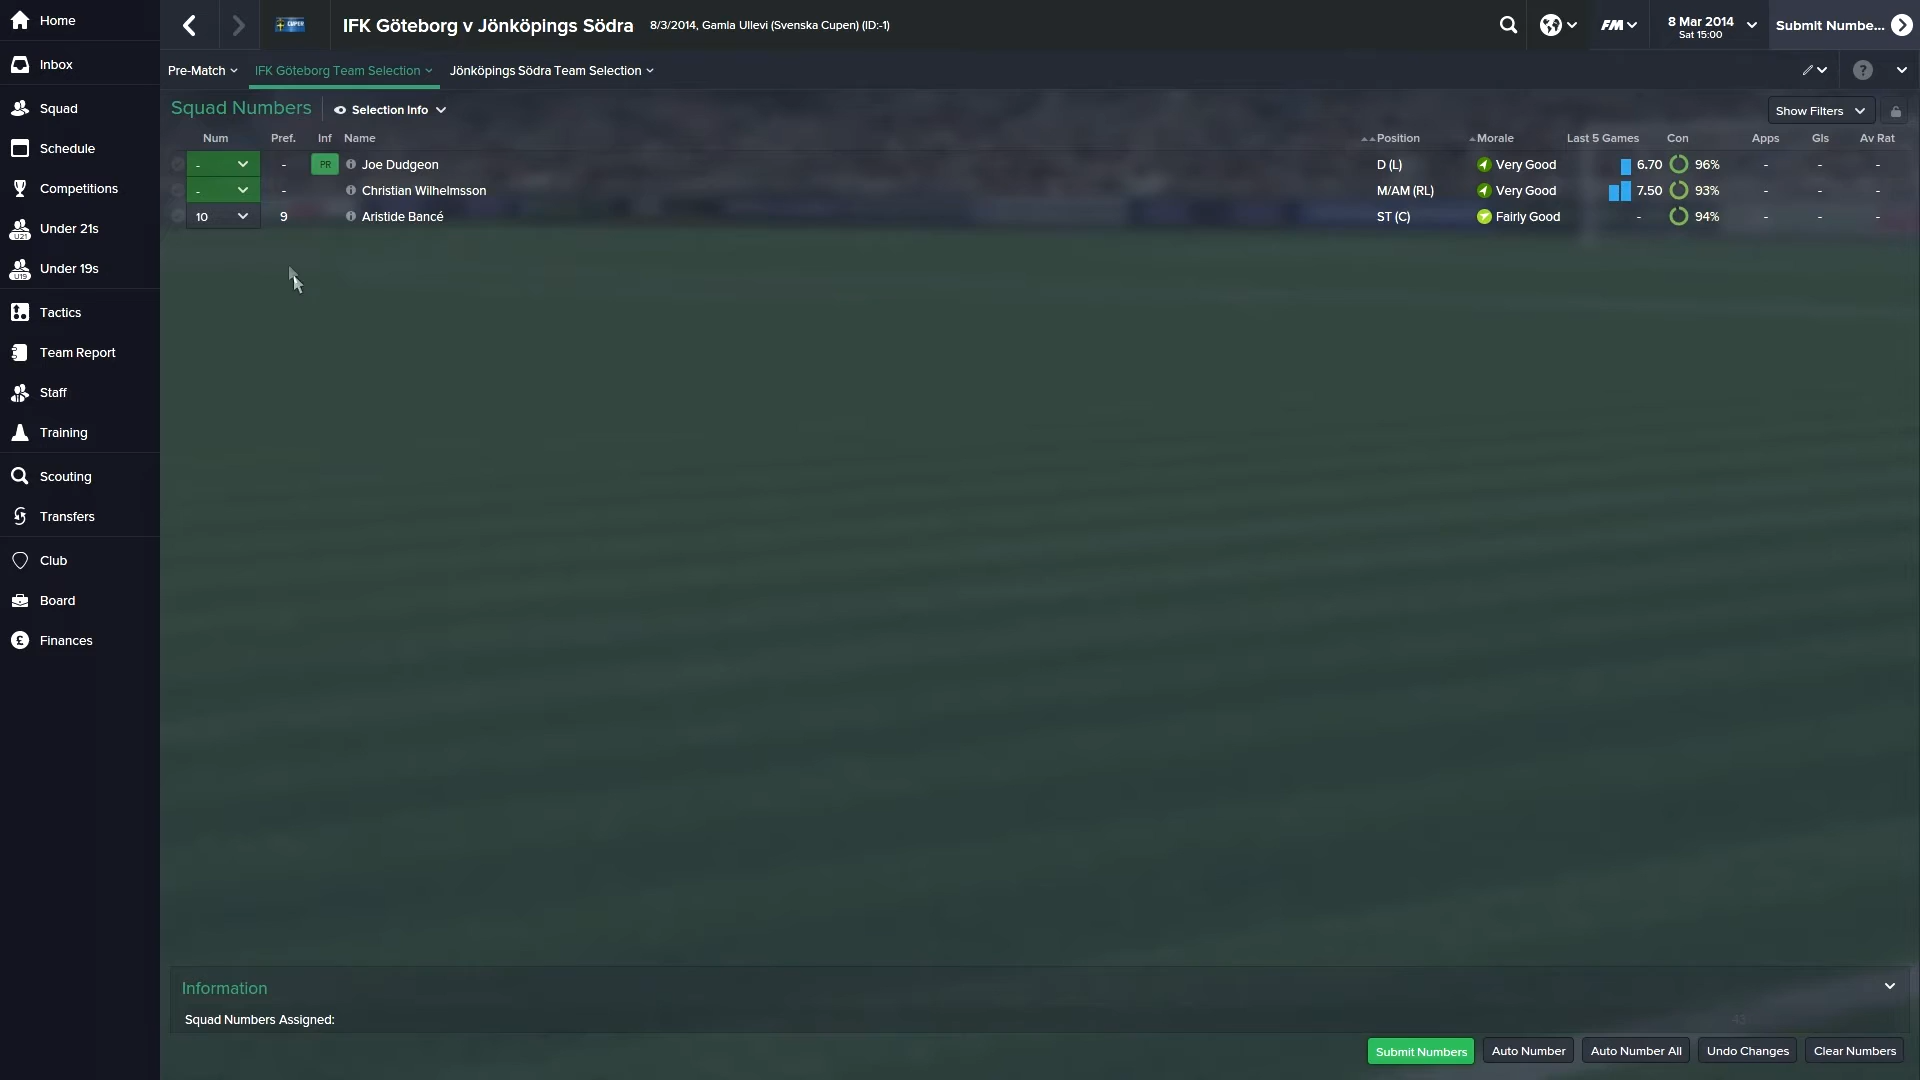 Home
IFK Göteborg v Jönköpings Södra 8/3/2014, Gamla Ullevi (Svenska Cupen) (ID:-1)
FM
8 Mar 2014
Sat 15:00
Submit Numbe...
Inbox
Pre-Match IFK Göteborg Team Selection Jönköpings Södra Team Selection
?
Squad
Squad Numbers Selection Info Show Filters
Num Pref. Inf Name Position Morale Last 5 Games Con Apps Gls Av Rat
- - PR Joe Dudgeon D (L) Very Good 6.70 96% - - -
- - Christian Wilhelmsson M/AM (RL) Very Good 7.50 93% - - -
10 9 Aristide Bancé ST (C) Fairly Good - 94% - - -
Schedule
Competitions
Under 21s
U21
Under 19s
U19
Tactics
Team Report
Staff
Training
Scouting
Transfers
Club
Board
£ Finances
Information
Squad Numbers Assigned: 43
Submit Numbers Auto Number Auto Number All Undo Changes Clear Numbers